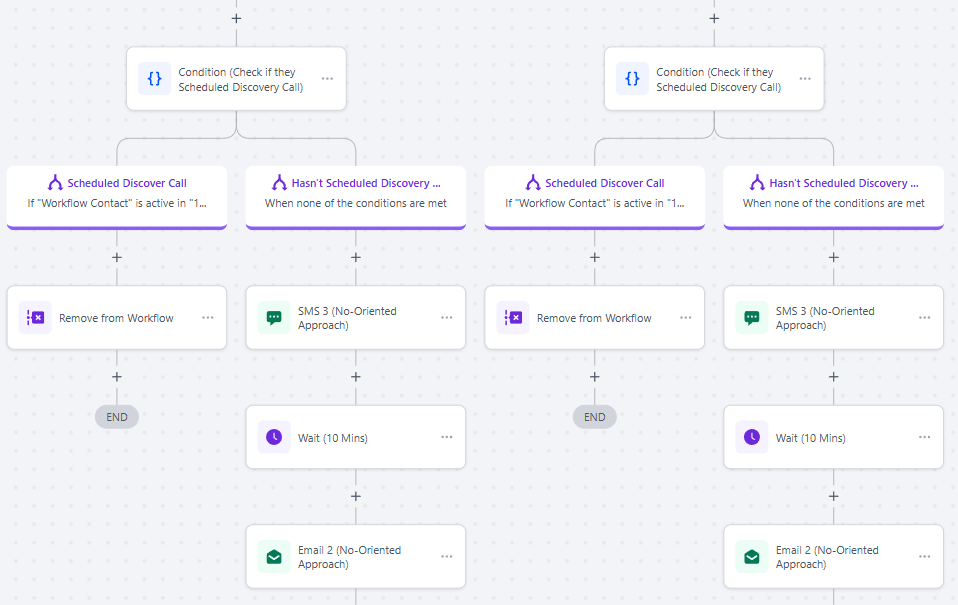 Condition (Check if they
Scheduled Discovery Call)
Condition (Check if they
Scheduled Discovery Call)
Scheduled Discover Call
If "Workflow Contact" is active in "1...
Hasn't Scheduled Discovery ...
When none of the conditions are met
Scheduled Discover Call
If "Workflow Contact" is active in "1...
Hasn't Scheduled Discovery ...
When none of the conditions are met
Remove from Workflow
SMS 3 (No-Oriented
Approach)
Remove from Workflow
SMS 3 (No-Oriented
Approach)
END
Wait (10 Mins)
END
Wait (10 Mins)
Email 2 (No-Oriented
Approach)
Email 2 (No-Oriented
Approach)